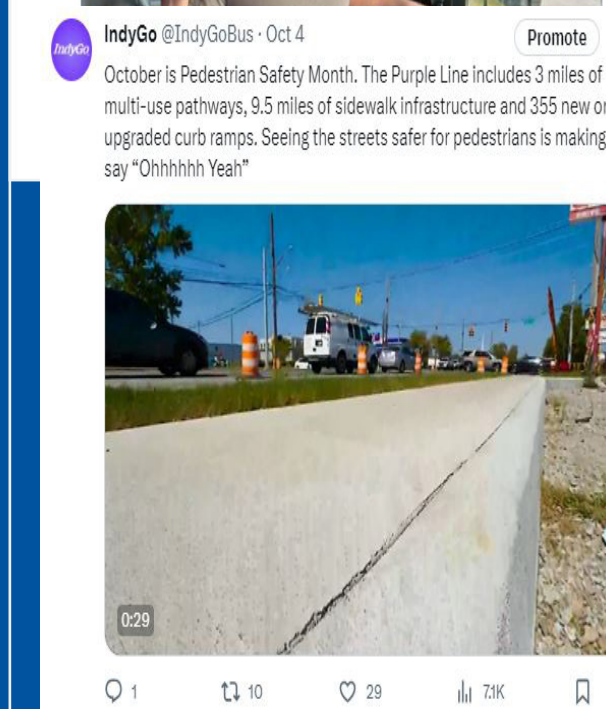 IndyGo @IndyGoBus · Oct 4
Promote
IndyGo
October is Pedestrian Safety Month. The Purple Line includes 3 miles of
multi-use pathways, 9.5 miles of sidewalk infrastructure and 355 new or
upgraded curb ramps. Seeing the streets safer for pedestrians is making
say “Ohhhhhh Yeah”
0:29
1 10 29 7.1K